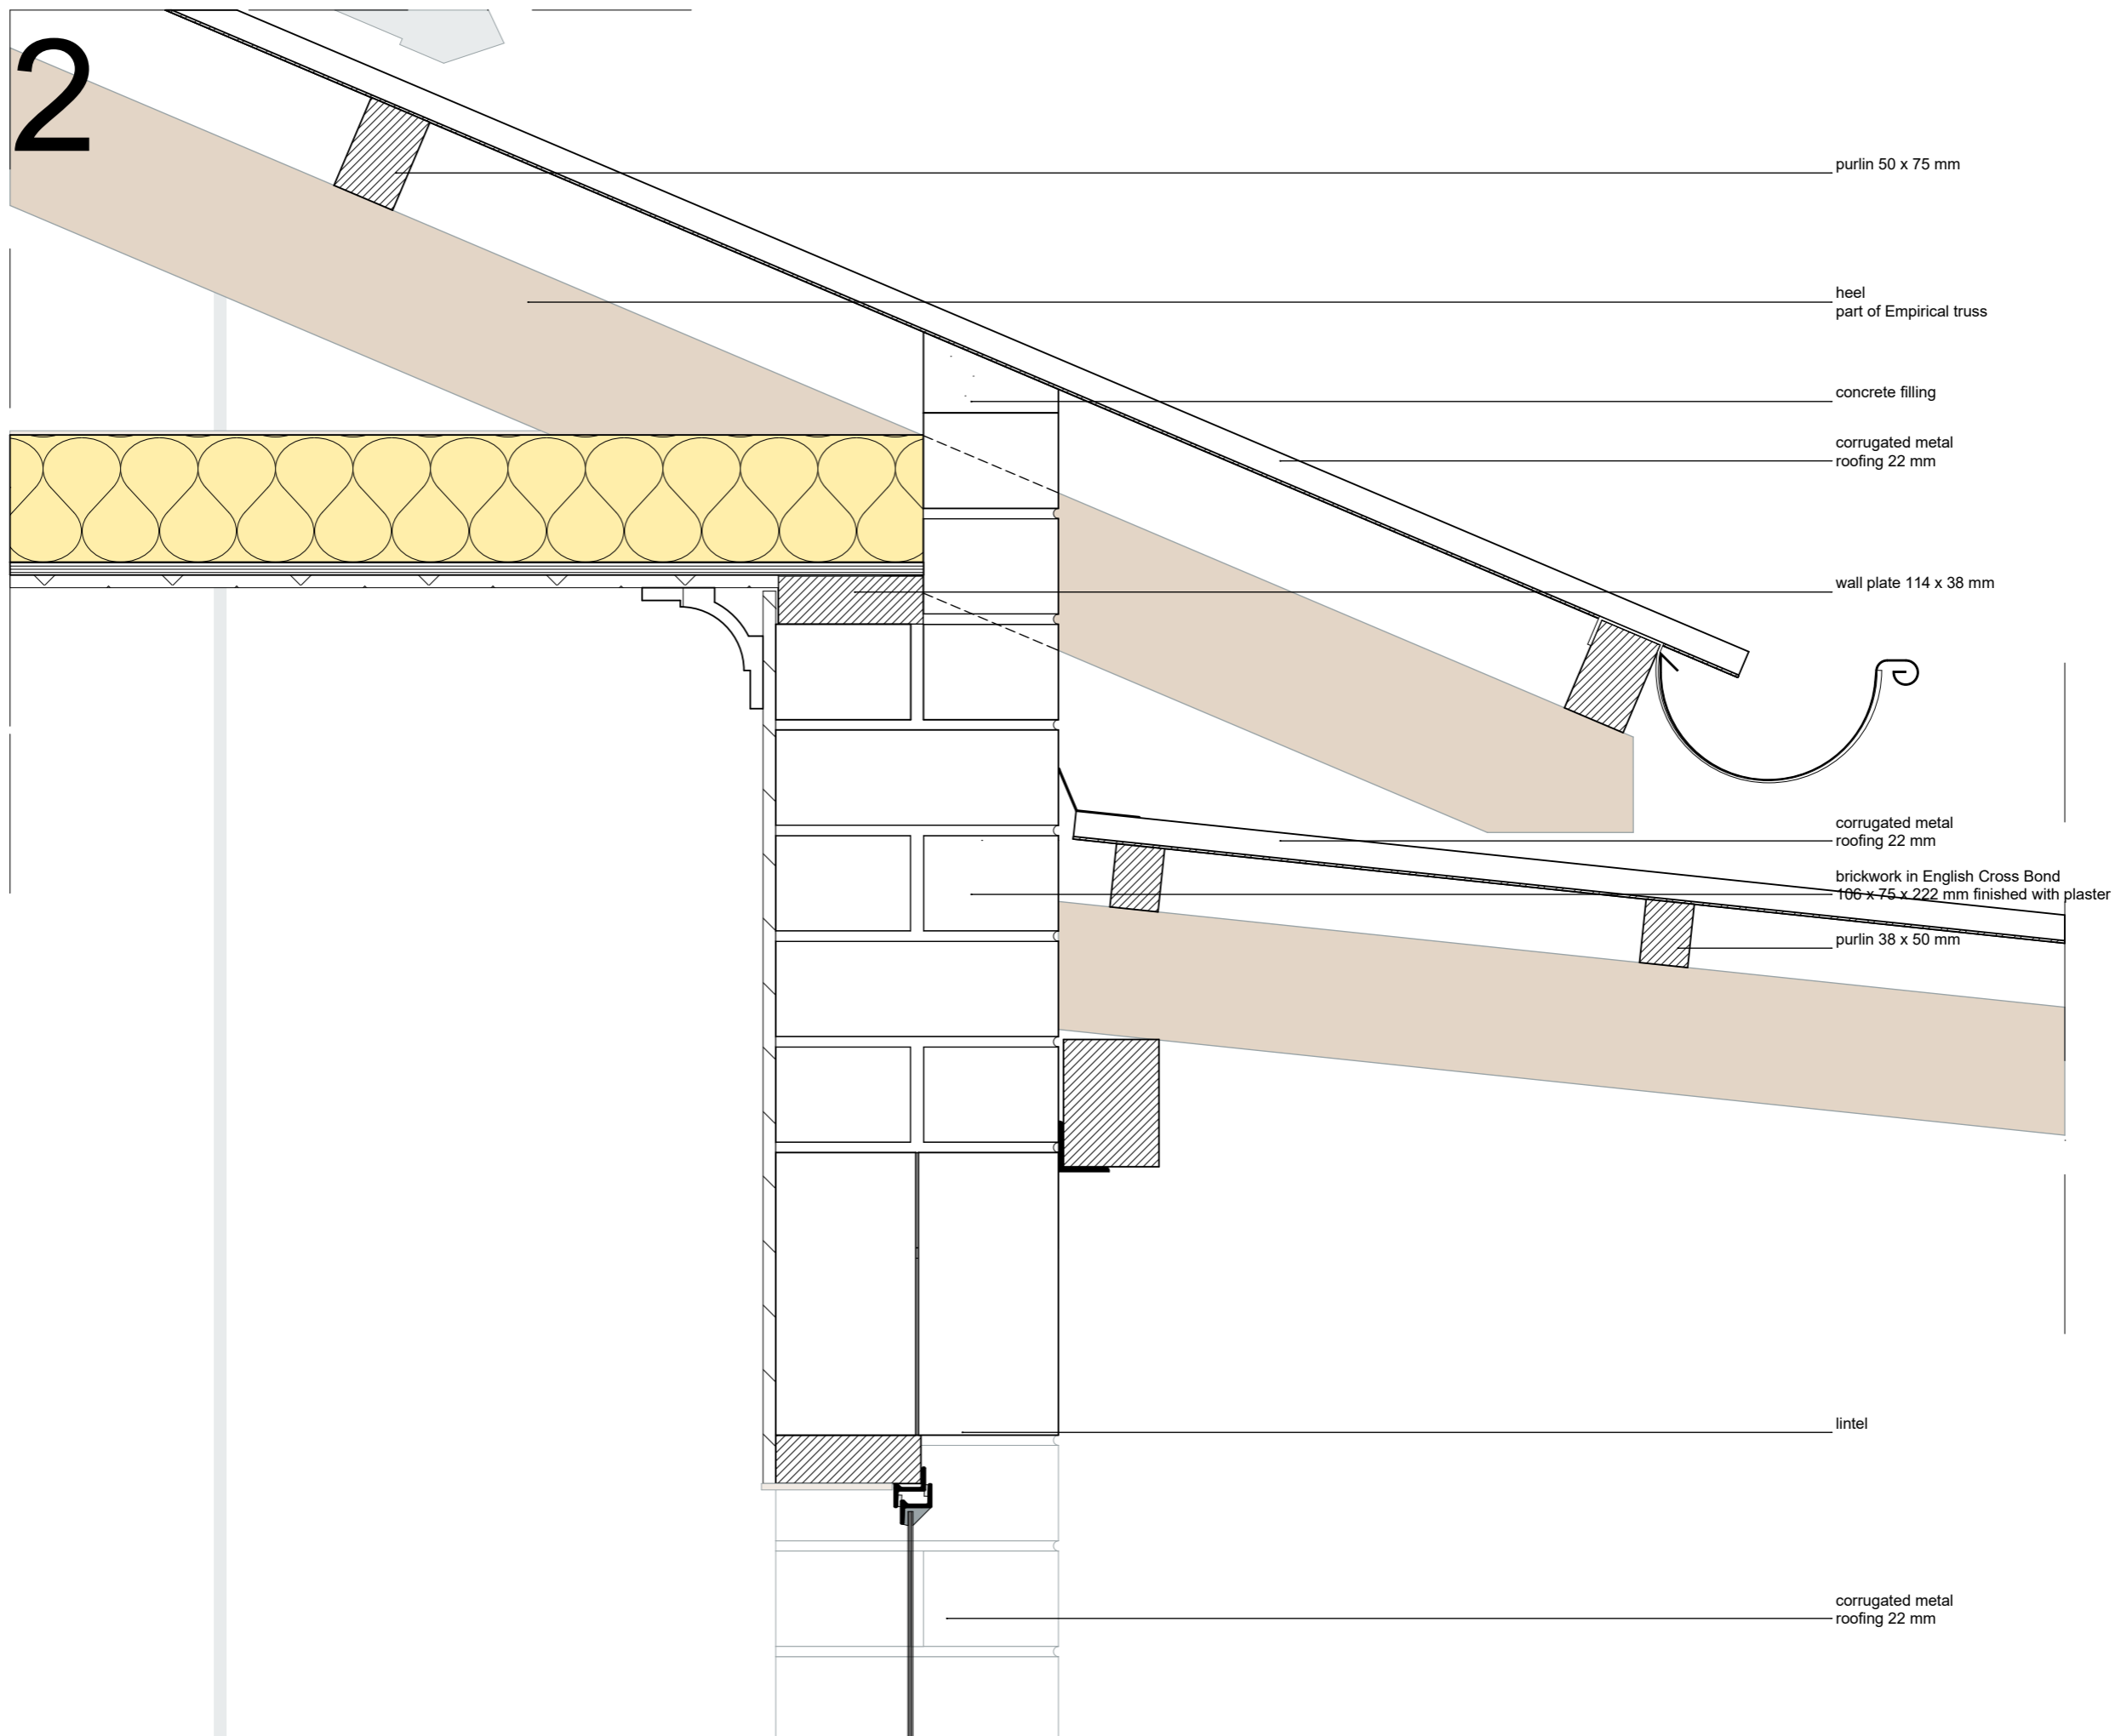 2
purlin 50 x 75 mm
heel
part of Empirical truss
concrete filling
corrugated metal
roofing 22 mm
wall plate 114 x 38 mm
corrugated metal
roofing 22 mm
brickwork in English Cross Bond
106 x 75 x 222 mm finished with plaster
purlin 38 x 50 mm
lintel
corrugated metal
roofing 22 mm